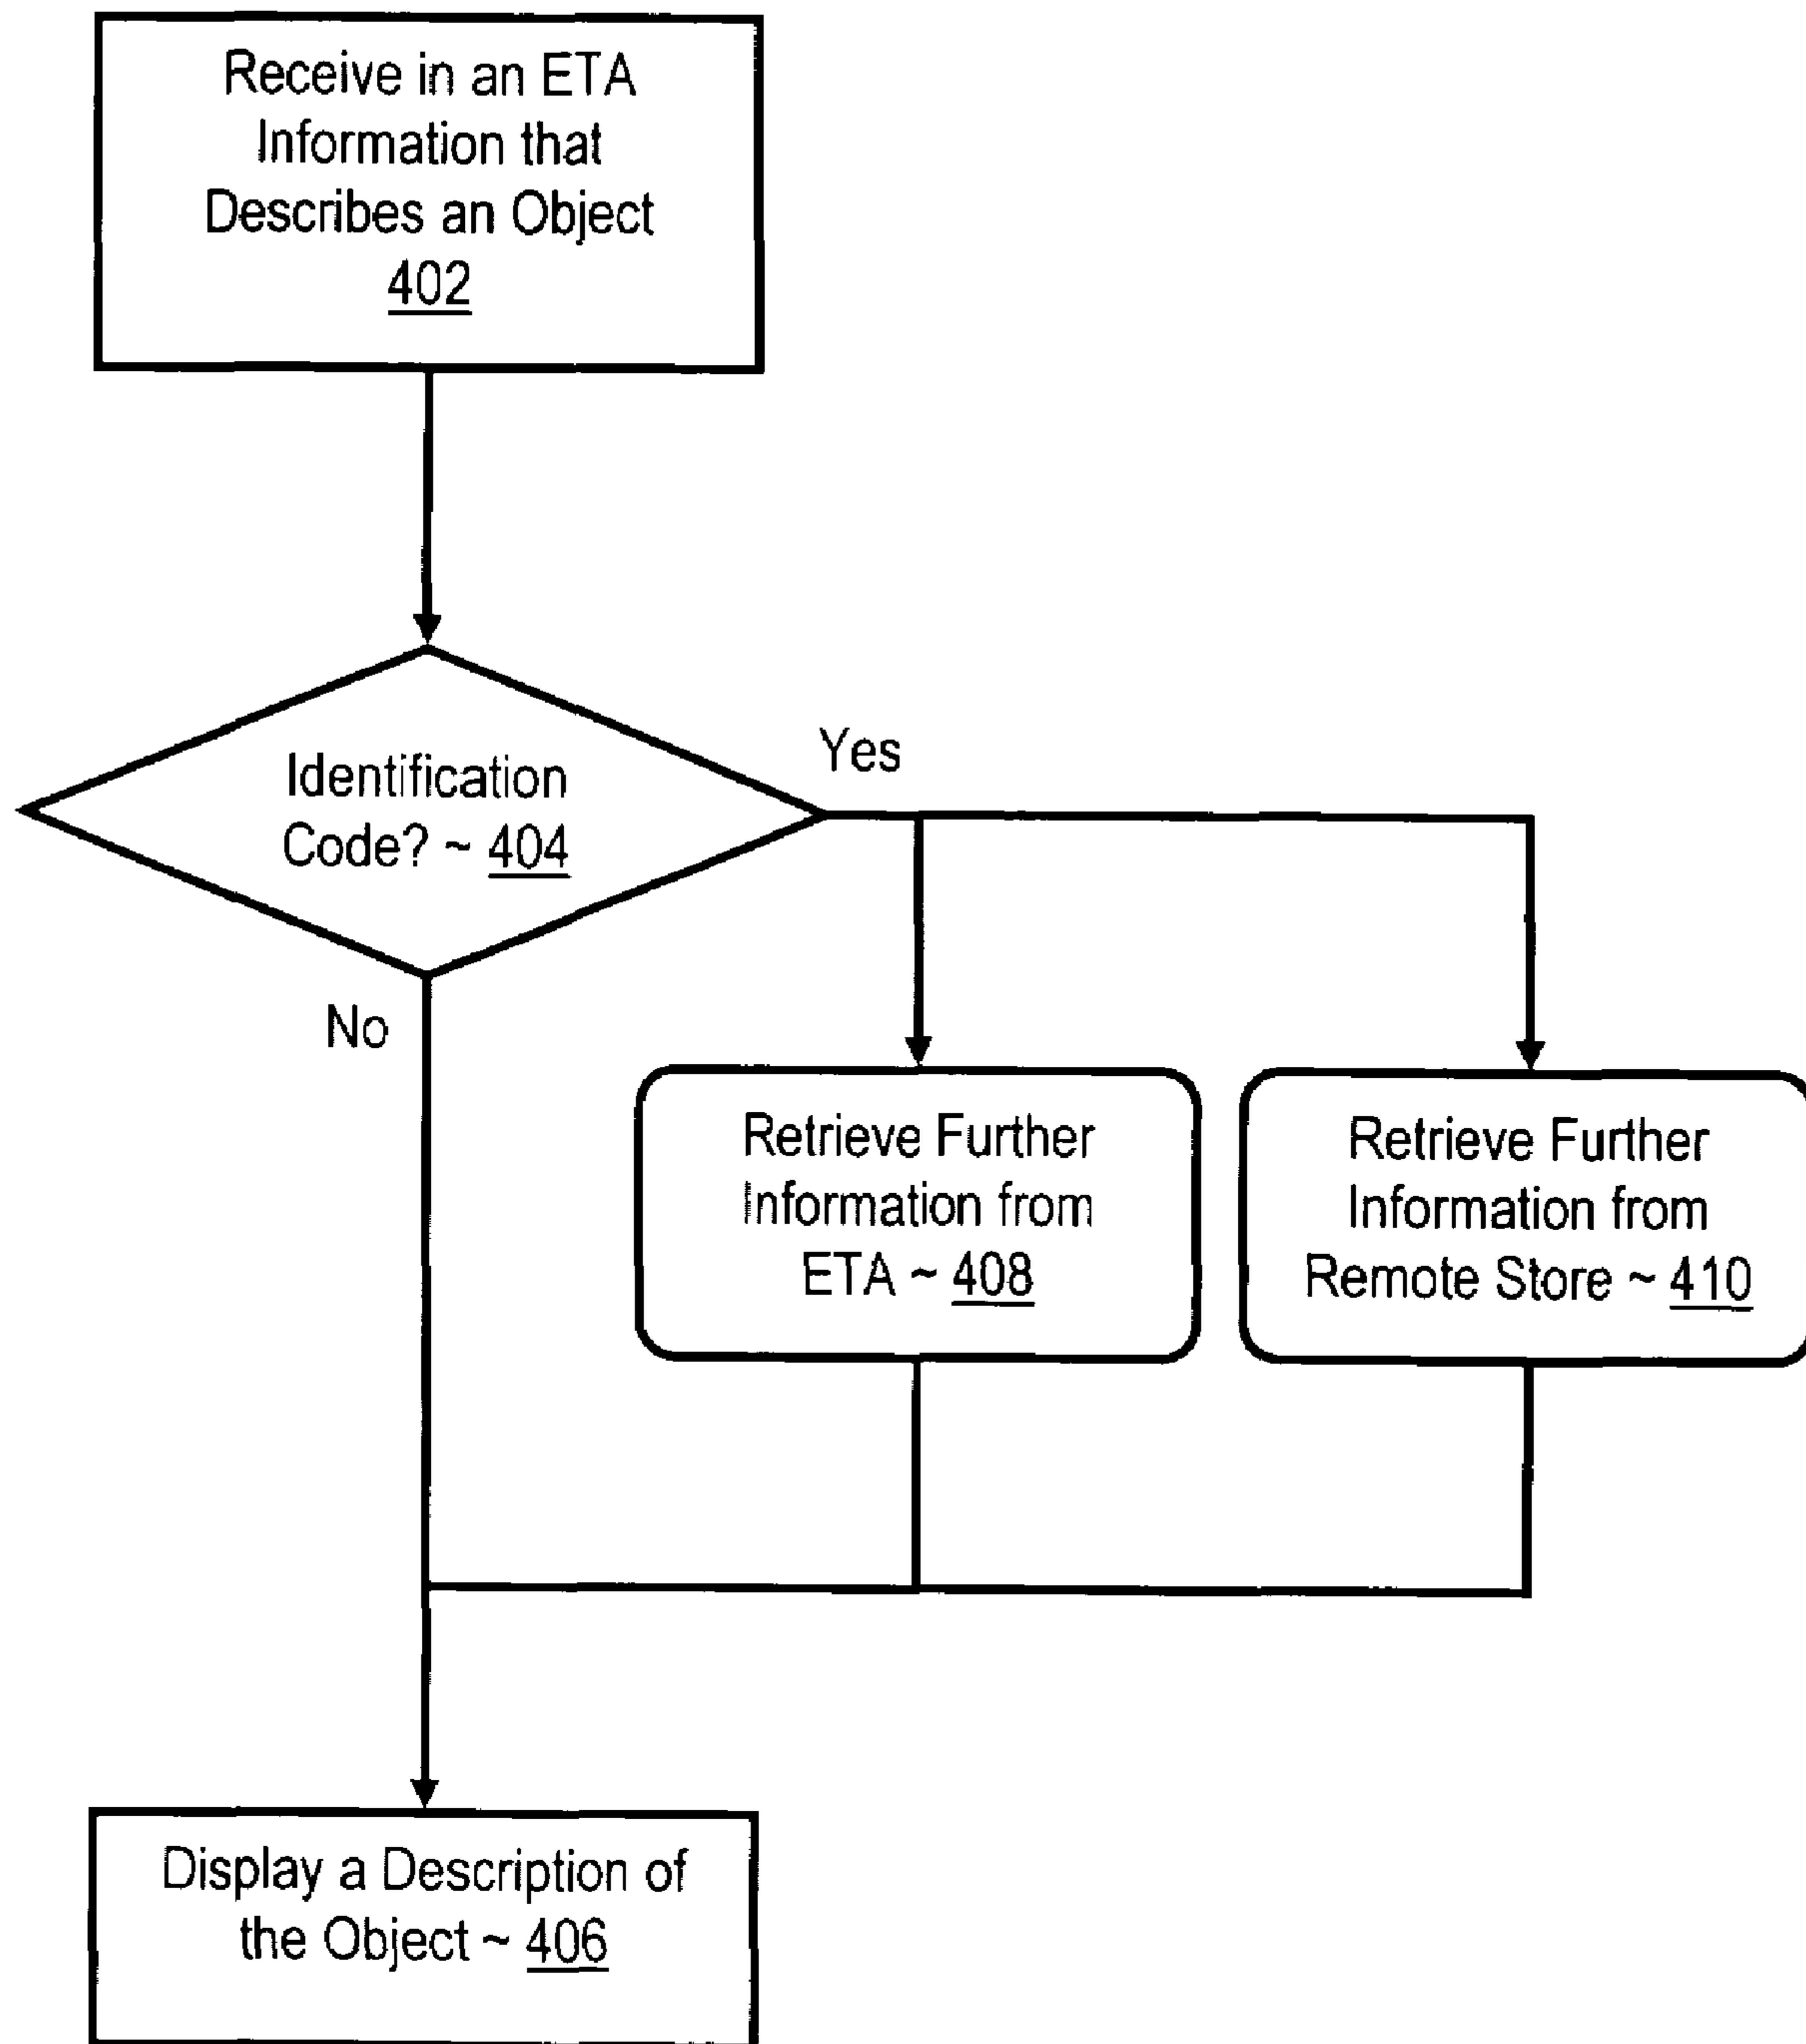 Receive in an ETA
Information that
Describes an Object
402
Identification
Code? ~ 404
Yes
No
Retrieve Further
Information from
ETA ~ 408
Retrieve Further
Information from
Remote Store ~ 410
Display a Description of
the Object ~ 406